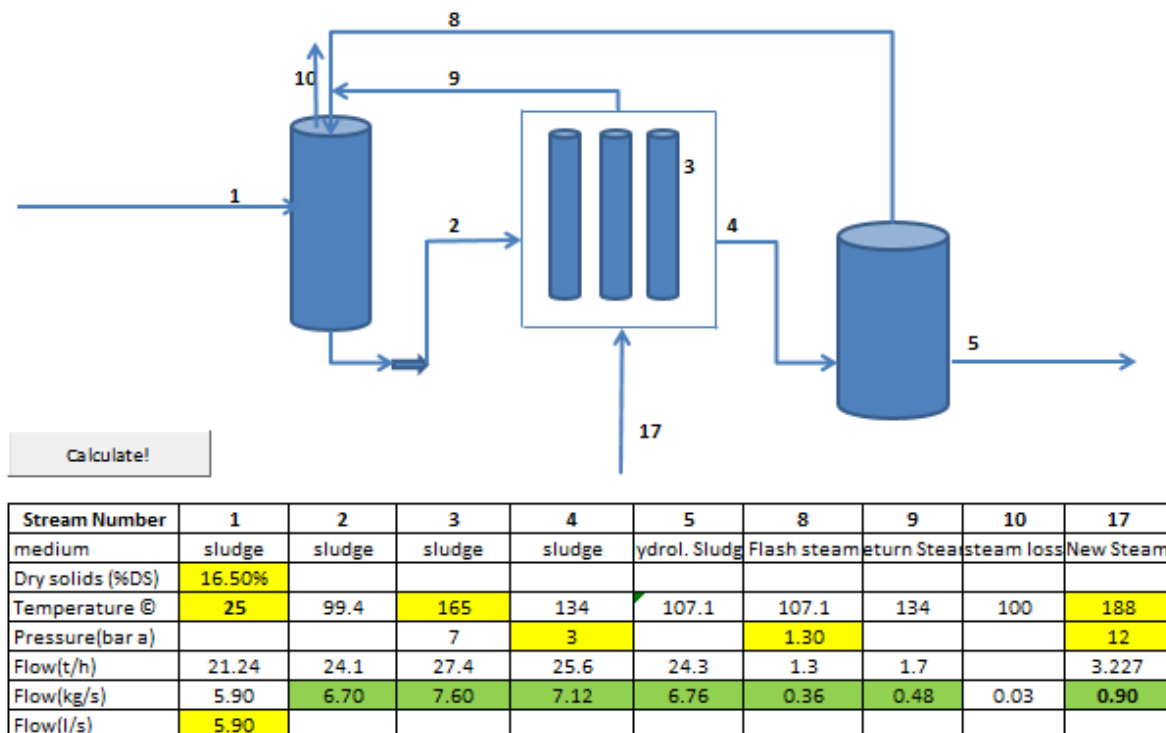 8
10
9
3
1
2
4
5
17
Calculate!
Stream Number 1 2 3 4 5 8 9 10 17
medium sludge sludge sludge sludge ydrol. Sludg Flash steam eturn Stea steam loss New Steam
Dry solids (%DS) 16.50%
Temperature © 25 99.4 165 134 107.1 107.1 134 100 188
Pressure(bar a) 7 3 1.30 12
Flow(t/h) 21.24 24.1 27.4 25.6 24.3 1.3 1.7 3.227
Flow(kg/s) 5.90 6.70 7.60 7.12 6.76 0.36 0.48 0.03 0.90
Flow(l/s) 5.90